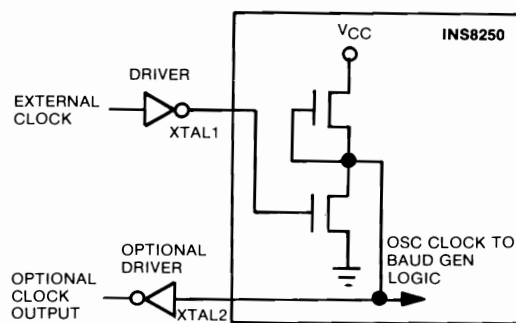 INS8250
VCC
DRIVER
EXTERNAL
CLOCK
XTAL1
OSC CLOCK TO
BAUD GEN
LOGIC
OPTIONAL
DRIVER
OPTIONAL
CLOCK
OUTPUT
XTAL2